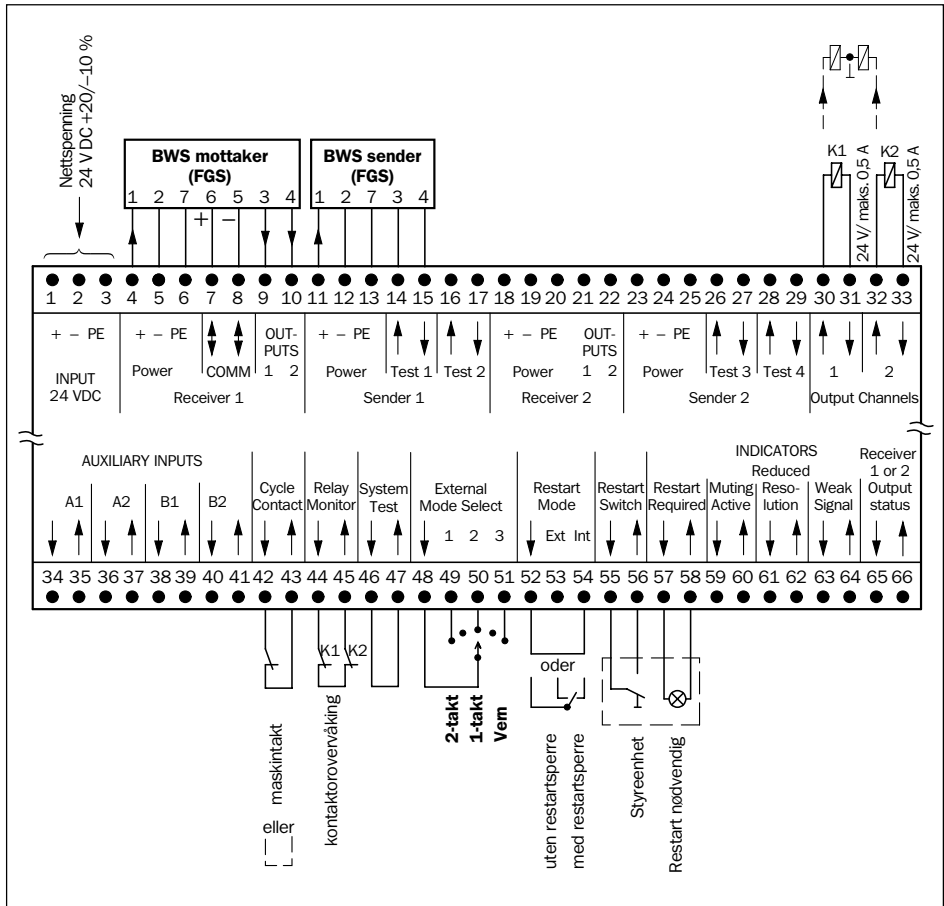 Nettspenning
24 V DC +20/–10 %
BWS mottaker
(FGS)
1 2 7 6 5 3 4
+ –
BWS sender
(FGS)
1 2 7 3 4
K1 K2
24 V/ maks. 0,5 A
24 V/ maks. 0,5 A
1 2 3 4 5 6 7 8 9 10 11 12 13 14 15 16 17 18 19 20 21 22 23 24 25 26 27 28 29 30 31 32 33
+ – PE
INPUT
24 VDC
+ – PE
Power
COMM
OUT-
PUTS
1 2
Receiver 1
+ – PE
Power
Test 1
Test 2
Sender 1
+ – PE
Power
OUT-
PUTS
1 2
Receiver 2
+ – PE
Power
Test 3
Test 4
Sender 2
1 2
Output Channels
AUXILIARY INPUTS
A1 A2 B1 B2
Cycle
Contact
Relay
Monitor
System
Test
External
Mode Select
1 2 3
Restart
Mode
Ext Int
Restart
Switch
INDICATORS
Restart
Required
Muting
Active
Reduced
Reso-
lution
Weak
Signal
Receiver
1 or 2
Output
status
34 35 36 37 38 39 40 41 42 43 44 45 46 47 48 49 50 51 52 53 54 55 56 57 58 59 60 61 62 63 64 65 66
K1 K2
oder
maskintakt
eller
kontaktorovervåking
2-takt
1-takt
Vem
uten restartsperre
med restartsperre
Styreenhet
Restart nødvendig